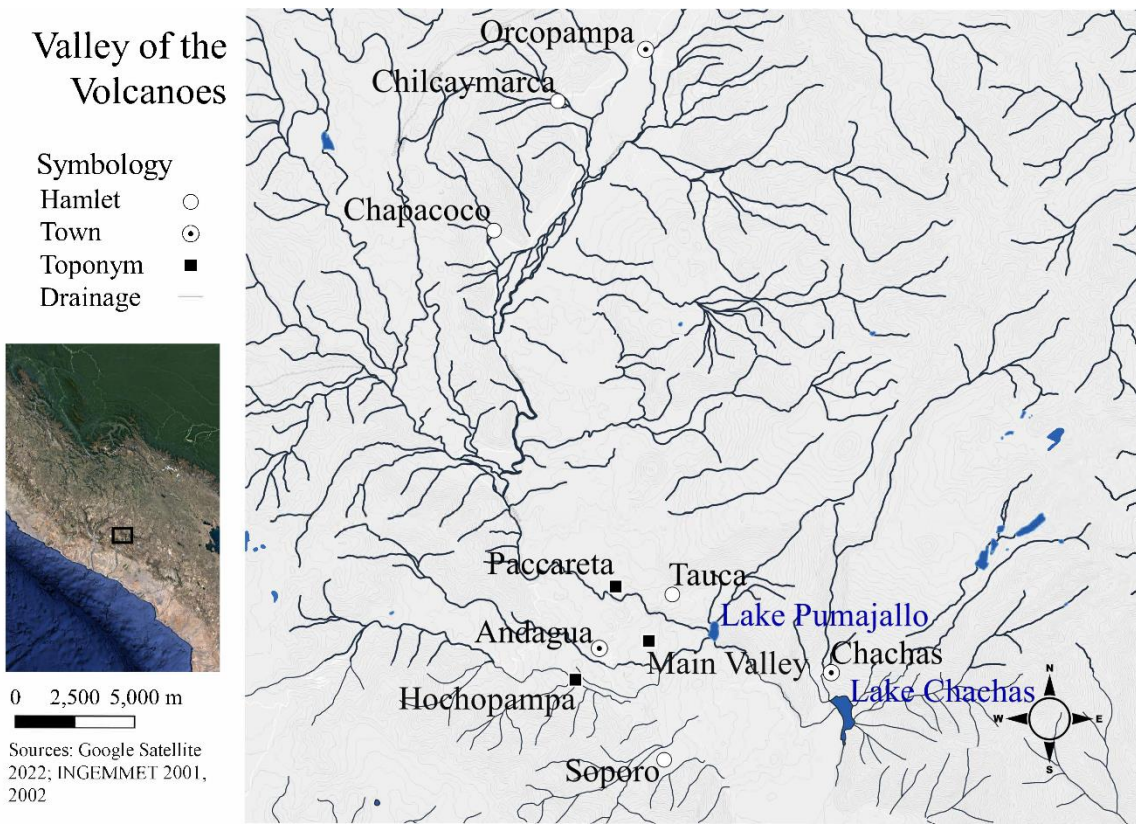 Valley of the
Volcanoes
Symbology
Hamlet
Town
Toponym
Drainage
0 2,500 5,000 m
Sources: Google Satellite
2022; INGEMMET 2001,
2002
Orcopampa
Chilcaymarca
Chapacoco
Paccareta
Tauca
Lake Pumajallo
Andagua
Main Valley
Chachas
Hochopampa
Lake Chachas
N
W
E
S
Soporo